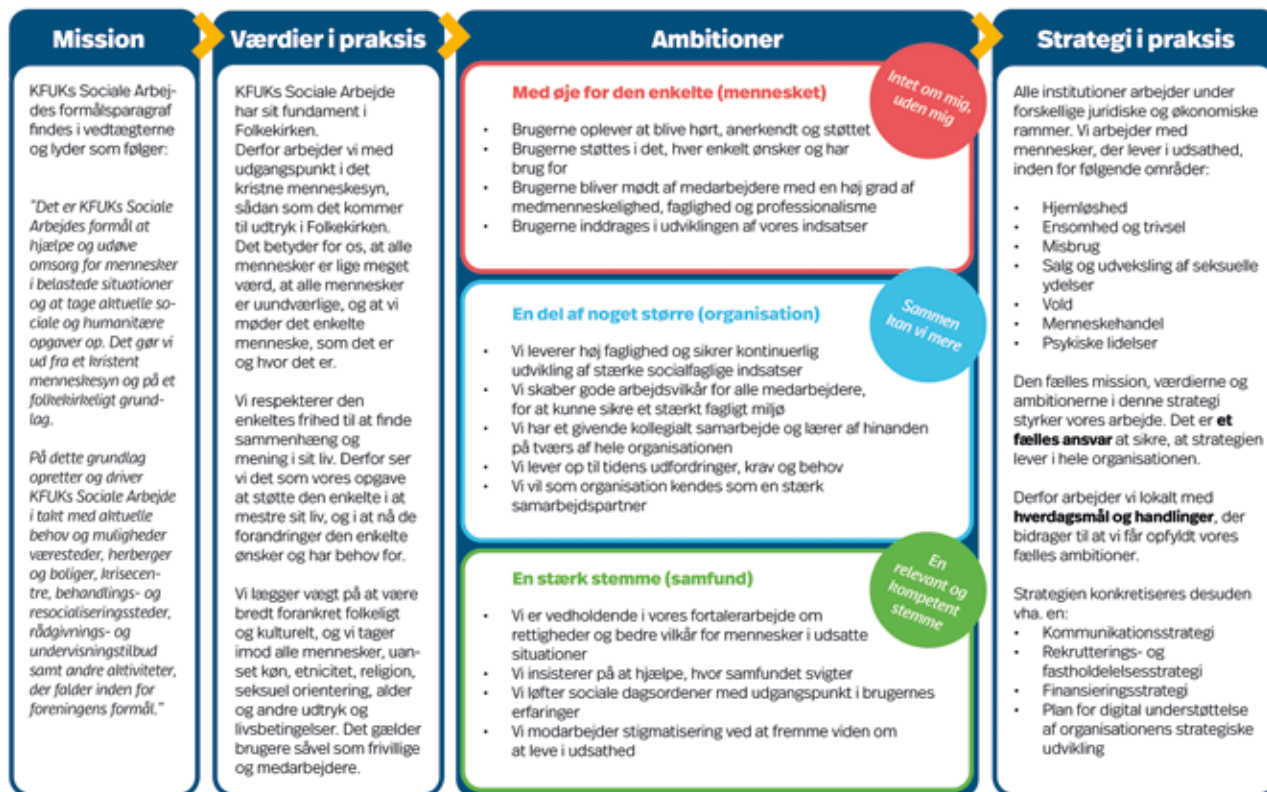 Mission
KFUKs Sociale Arbej-
des formålsparagraf
findes i vedtægterne
og lyder som følger:
"Det er KFUKs Sociale
Arbejdes formål at
hjælpe og udøve
omsorg for mennesker
i belastede situationer
og at tage aktuelle so-
ciale og humanitære
opgaver op. Det gør vi
ud fra et kristent
menneskesyn og på et
folkekirkeligt grund-
lag.
På dette grundlag
opretter og driver
KFUKs Sociale Arbejde
i takt med aktuelle
behov og muligheder
væresteder, herberger
og boliger, krisecen-
tre, behandlings- og
resocialiseringssteder,
rådgivnings- og
undervisningstilbud
samt andre aktiviteter,
der falder inden for
foreningens formål."
Værdier i praksis
KFUKs Sociale Arbejde
har sit fundament i
Folkekirken.
Derfor arbejder vi med
udgangspunkt i det
kristne menneskesyn,
sådan som det kommer
til udtryk i Folkekirken.
Det betyder for os, at alle
mennesker er lige meget
værd, at alle mennesker
er uundværlige, og at vi
møder det enkelte
menneske, som det er
og hvor det er.
Vi respekterer den
enkeltes frihed til at finde
sammenhæng og
mening i sit liv. Derfor ser
vi det som vores opgave
at støtte den enkelte i at
mestre sit liv, og i at nå de
forandringer den enkelte
ønsker og har behov for.
Vi lægger vægt på at være
bredt forankret folkeligt
og kulturelt, og vi tager
imod alle mennesker, uan-
set køn, etnicitet, religion,
seksuel orientering, alder
og andre udtryk og
livsbetingelser. Det gælder
brugere såvel som frivillige
og medarbejdere.
Ambitioner
Med øje for den enkelte (mennesket)
Intet om mig,
uden mig
• Brugerne oplever at blive hørt, anerkendt og støttet
• Brugerne støttes i det, hver enkelt ønsker og har
brug for
• Brugerne bliver mødt af medarbejdere med en høj grad af
medmenneskelighed, faglighed og professionalisme
• Brugerne inddrages i udviklingen af vores indsatser
En del af noget større (organisation)
Sammen
kan vi mere
• Vi leverer høj faglighed og sikrer kontinuerlig
udvikling af stærke socialfaglige indsatser
• Vi skaber gode arbejdsvilkår for alle medarbejdere,
for at kunne sikre et stærkt fagligt miljø
• Vi har et givende kollegialt samarbejde og lærer af hinanden
på tværs af hele organisationen
• Vi lever op til tidens udfordringer, krav og behov
• Vi vil som organisation kendes som en stærk
samarbejdspartner
En stærk stemme (samfund)
En
relevant og
kompetent
stemme
• Vi er vedholdende i vores fortalerarbejde om
rettigheder og bedre vilkår for mennesker i udsatte
situationer
• Vi insisterer på at hjælpe, hvor samfundet svigter
• Vi løfter sociale dagsordener med udgangspunkt i brugernes
erfaringer
• Vi modarbejder stigmatisering ved at fremme viden om
at leve i udsathed
Strategi i praksis
Alle institutioner arbejder under
forskellige juridiske og økonomiske
rammer. Vi arbejder med
mennesker, der lever i udsathed,
inden for følgende områder:
• Hjemløshed
• Ensomhed og trivsel
• Misbrug
• Salg og udveksling af seksuelle
ydelser
• Vold
• Menneskehandel
• Psykiske lidelser
Den fælles mission, værdierne og
ambitionerne i denne strategi
styrker vores arbejde. Det er et
fælles ansvar at sikre, at strategien
lever i hele organisationen.
Derfor arbejder vi lokalt med
hverdagsmål og handlinger, der
bidrager til at vi får opfyldt vores
fælles ambitioner.
Strategien konkretiseres desuden
vha. en:
• Kommunikationsstrategi
• Rekrutterings- og
fastholdelsesstrategi
• Finansieringsstrategi
• Plan for digital understøttelse
af organisationens strategiske
udvikling